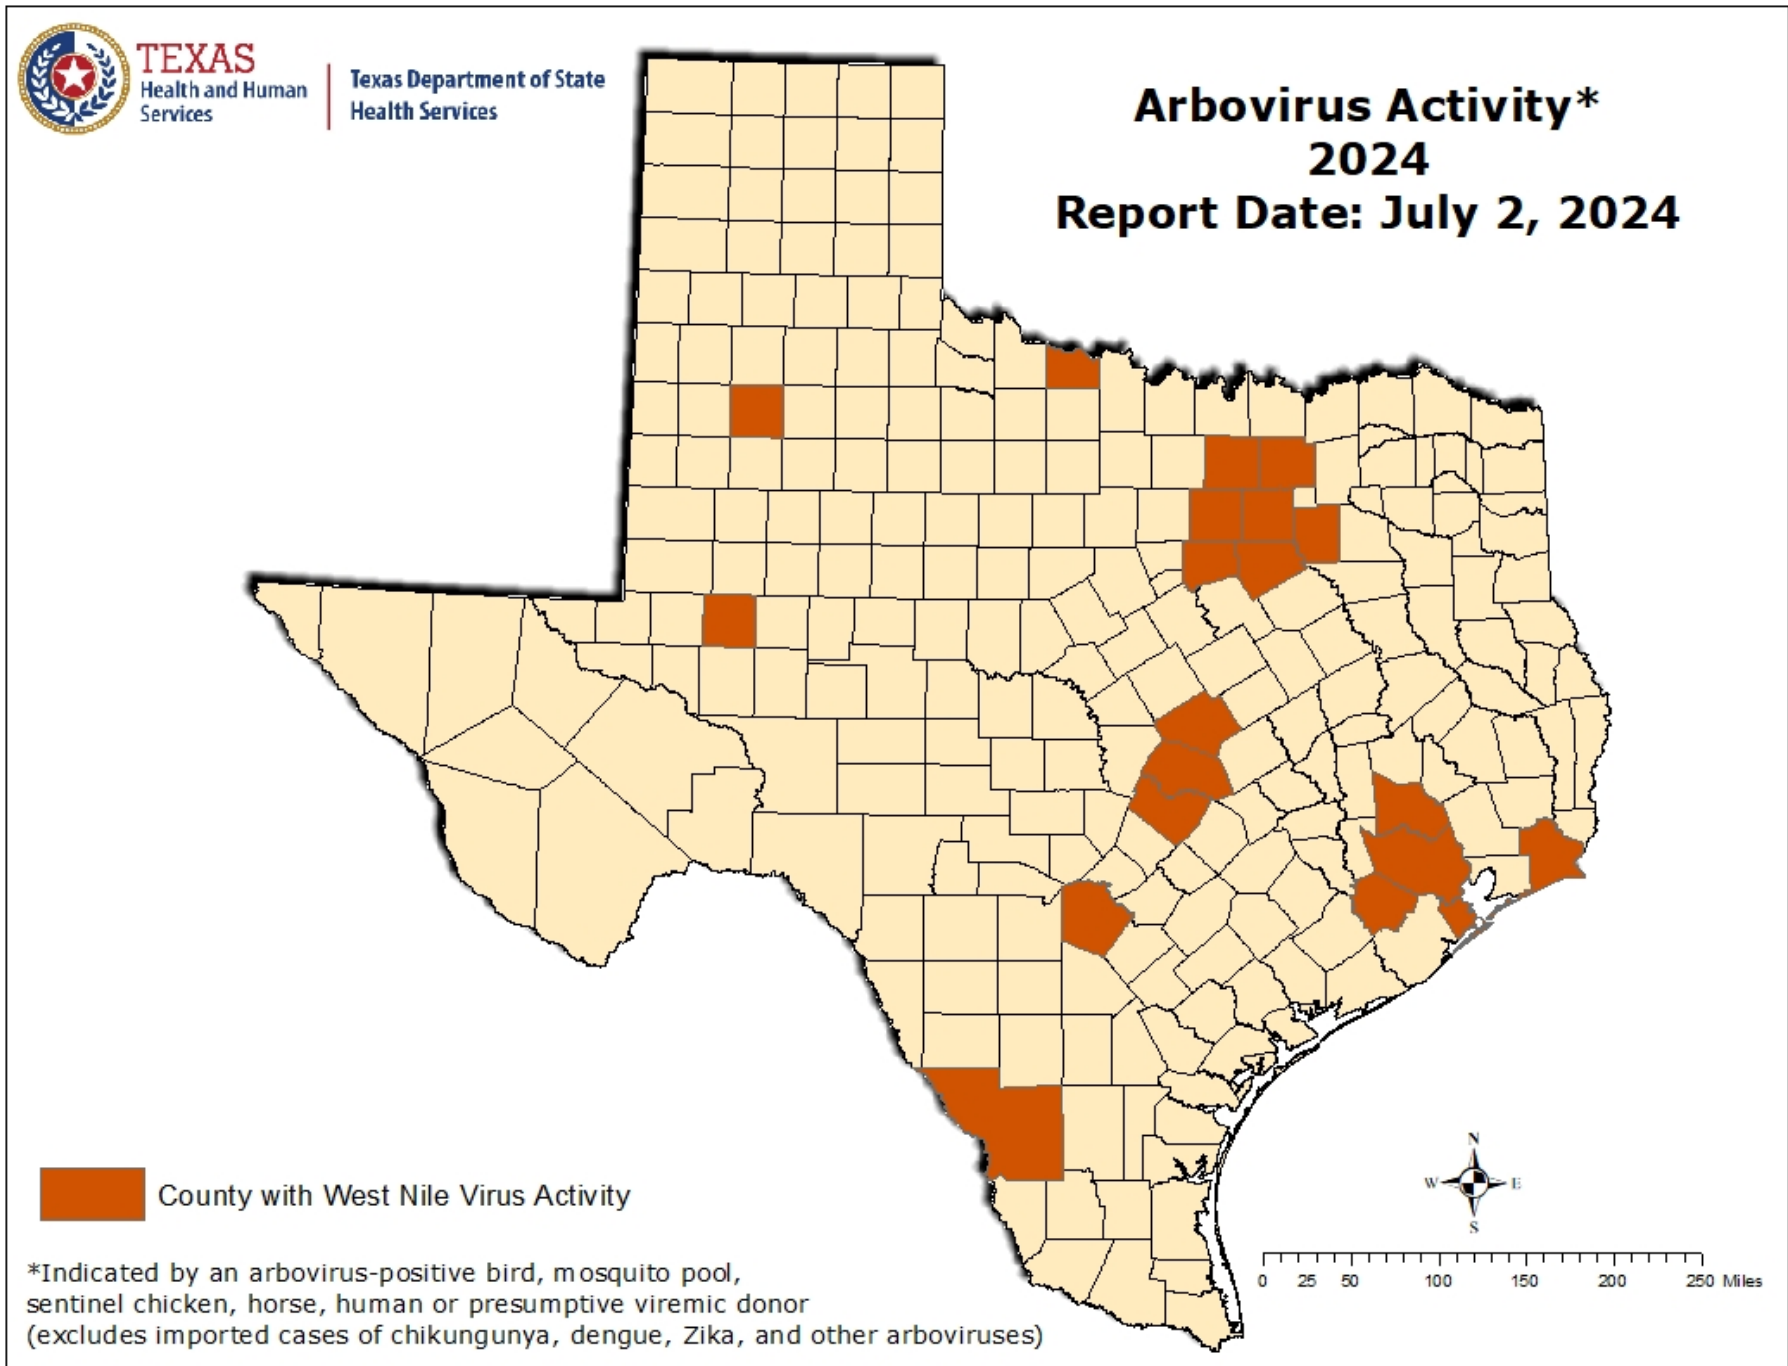 TEXAS
Health and Human
Services
Texas Department of State
Health Services
Arbovirus Activity*
2024
Report Date: July 2, 2024
County with West Nile Virus Activity
*Indicated by an arbovirus-positive bird, mosquito pool,
sentinel chicken, horse, human or presumptive viremic donor
(excludes imported cases of chikungunya, dengue, Zika, and other arboviruses)
N
W E
S
0 25 50 100 150 200 250 Miles